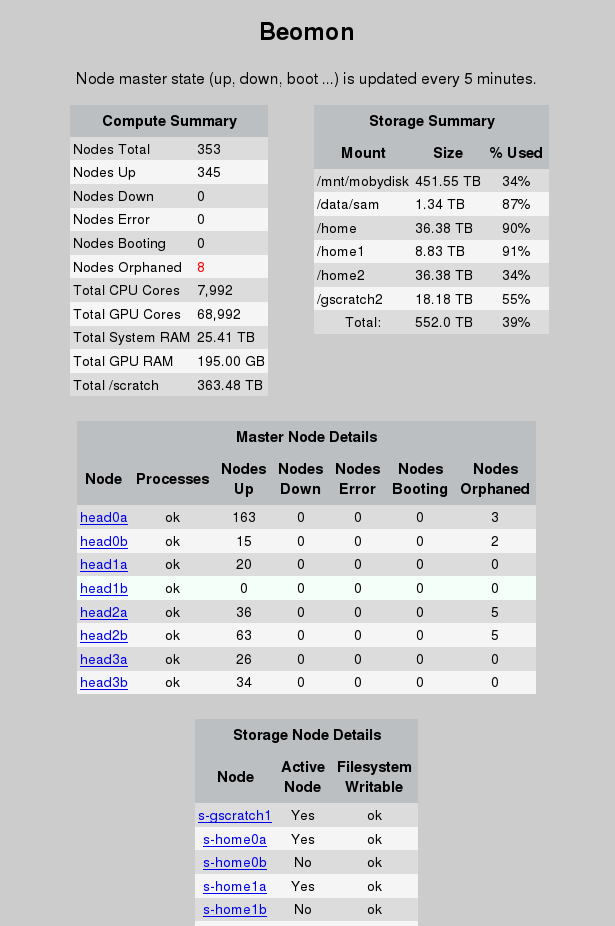 Beomon
Node master state (up, down, boot ...) is updated every 5 minutes.
Compute Summary
Nodes Total 353
Nodes Up 345
Nodes Down 0
Nodes Error 0
Nodes Booting 0
Nodes Orphaned 8
Total CPU Cores 7,992
Total GPU Cores 68,992
Total System RAM 25.41 TB
Total GPU RAM 195.00 GB
Total /scratch 363.48 TB
Storage Summary
Mount Size % Used
/mnt/mobydisk 451.55 TB 34%
/data/sam 1.34 TB 87%
/home 36.38 TB 90%
/home1 8.83 TB 91%
/home2 36.38 TB 34%
/gscratch2 18.18 TB 55%
Total: 552.0 TB 39%
Master Node Details
Node Processes Nodes Up Nodes Down Nodes Error Nodes Booting Nodes Orphaned
head0a ok 163 0 0 0 3
head0b ok 15 0 0 0 2
head1a ok 20 0 0 0 0
head1b ok 0 0 0 0 0
head2a ok 36 0 0 0 5
head2b ok 63 0 0 0 5
head3a ok 26 0 0 0 0
head3b ok 34 0 0 0 0
Storage Node Details
Node Active Node Filesystem Writable
s-gscratch1 Yes ok
s-home0a Yes ok
s-home0b No ok
s-home1a Yes ok
s-home1b No ok